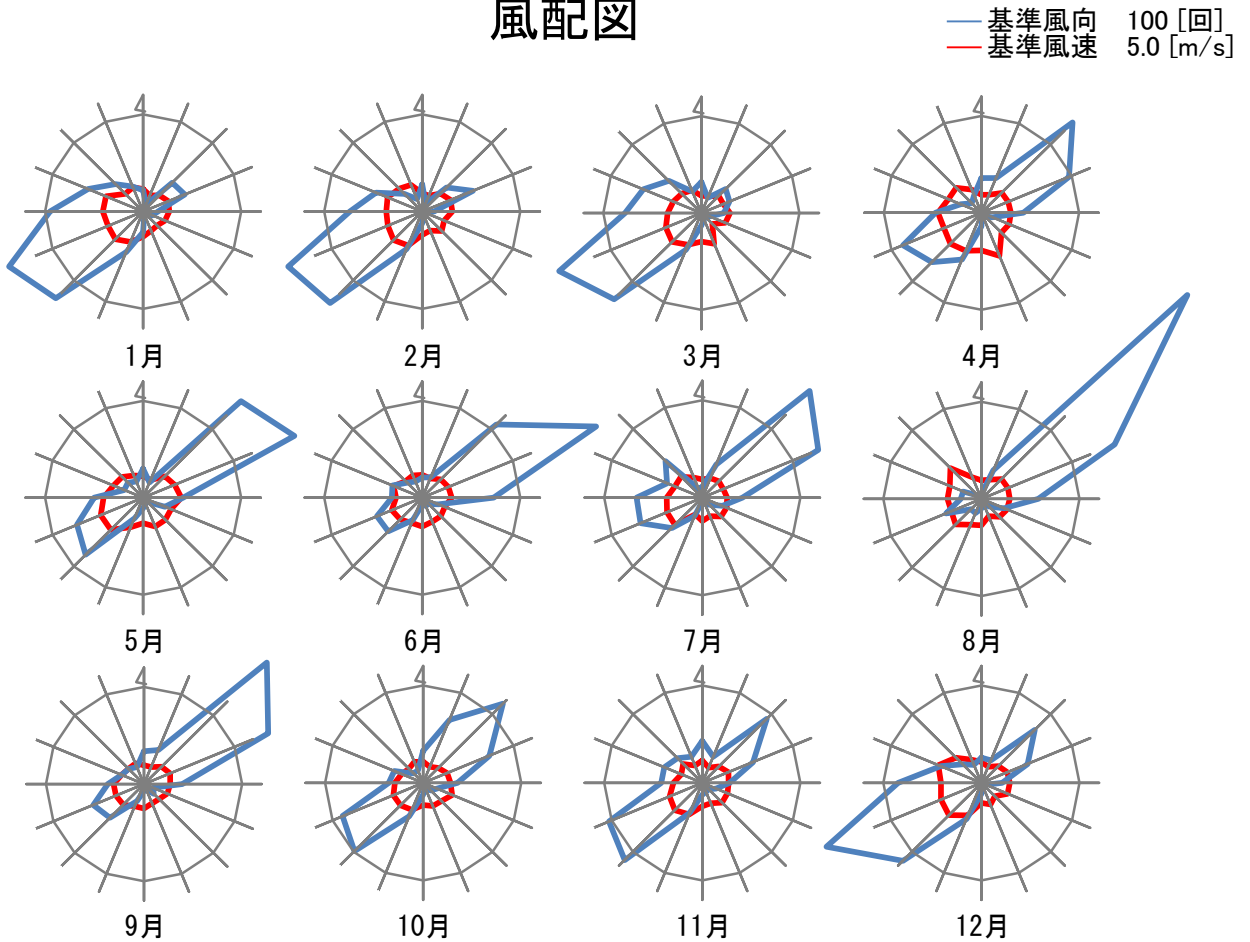 風配図
基準風向 100 [回]
基準風速 5.0 [m/s]
1月
2月
3月
4月
5月
6月
7月
8月
9月
10月
11月
12月